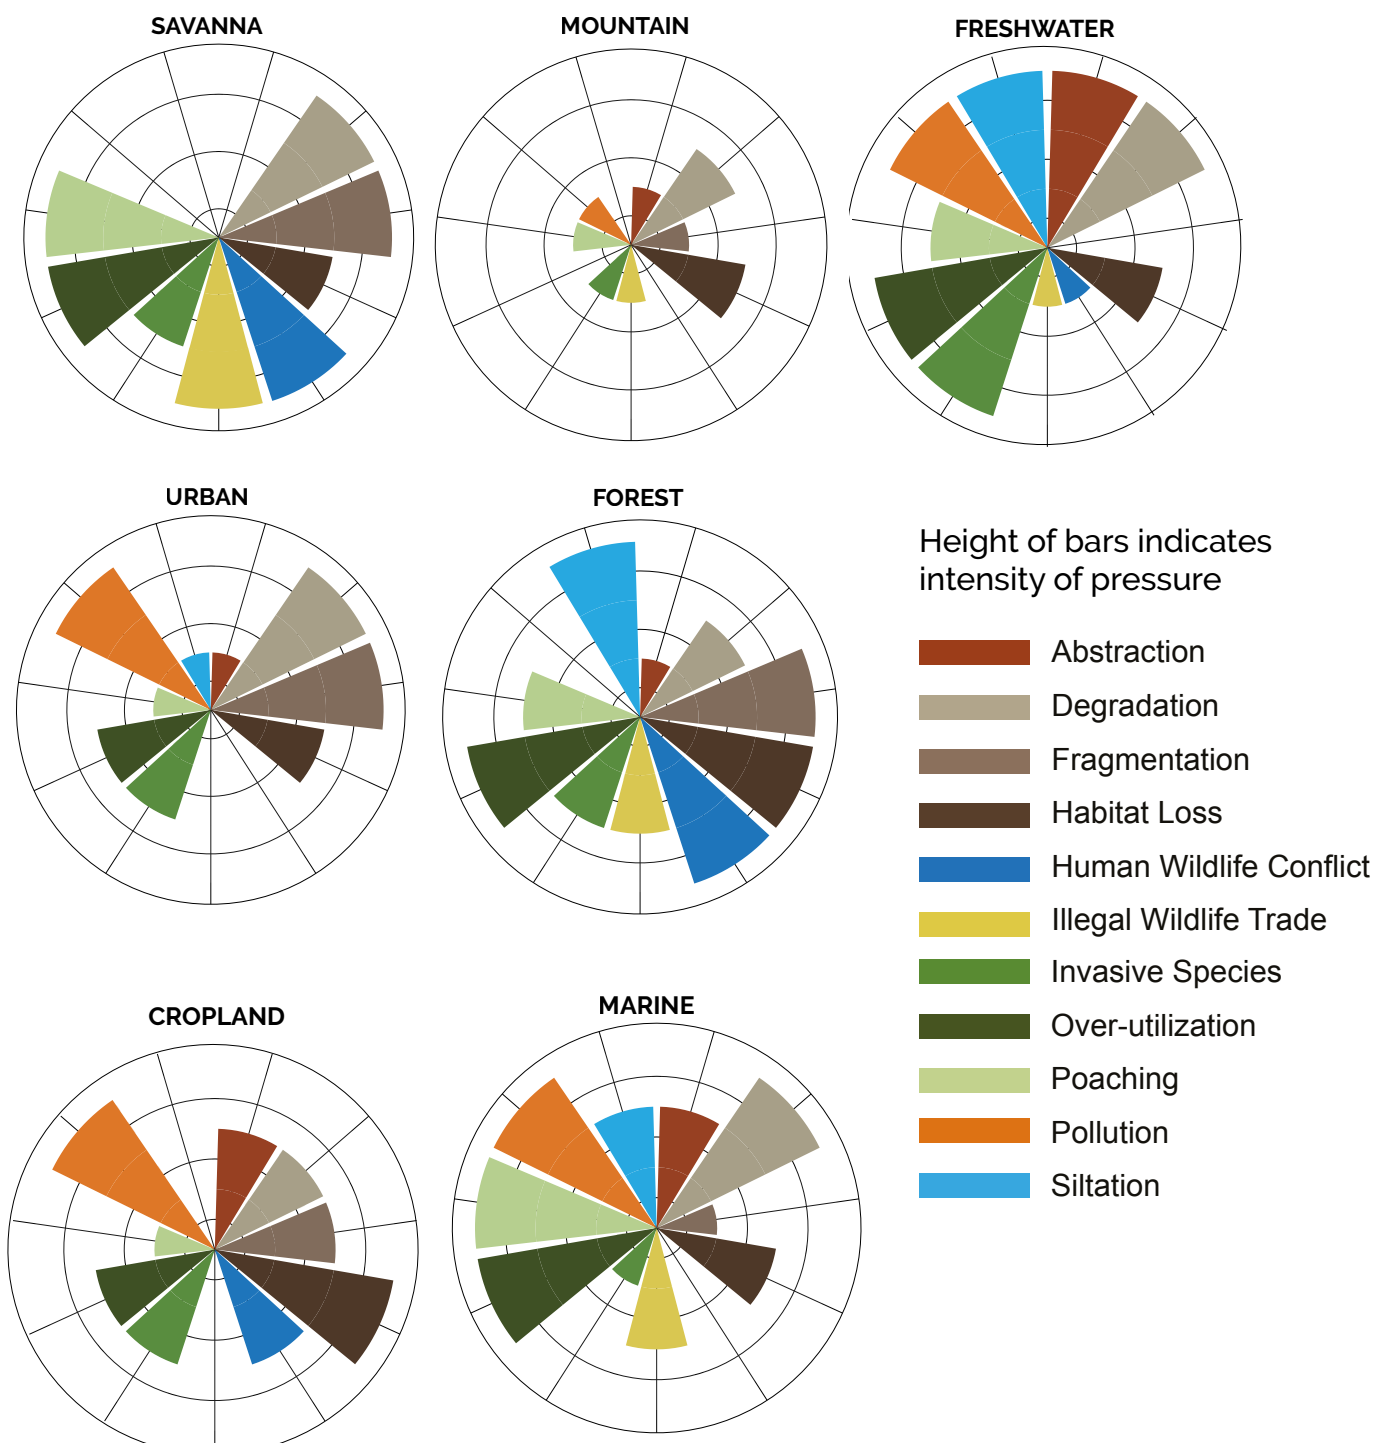 SAVANNA
MOUNTAIN
FRESHWATER
URBAN
FOREST
Height of bars indicates
intensity of pressure
Abstraction
Degradation
Fragmentation
Habitat Loss
Human Wildlife Conflict
Illegal Wildlife Trade
Invasive Species
Over-utilization
Poaching
Pollution
Siltation
CROPLAND
MARINE